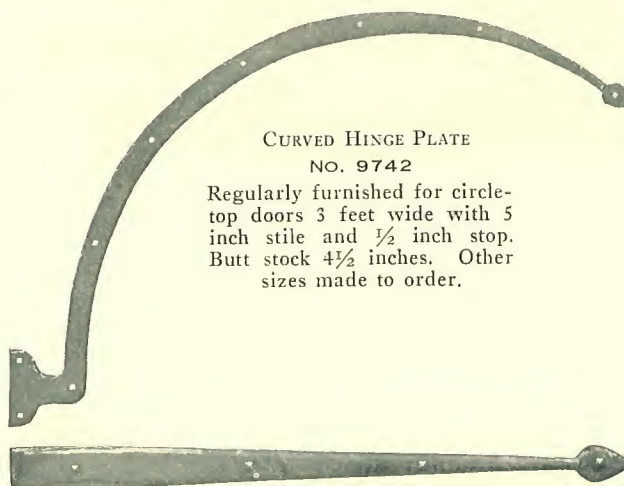 CURVED HINGE PLATE
NO. 9742
Regularly furnished for circle-
top doors 3 feet wide with 5
inch stile and ½ inch stop.
Butt stock 4½ inches. Other
sizes made to order.